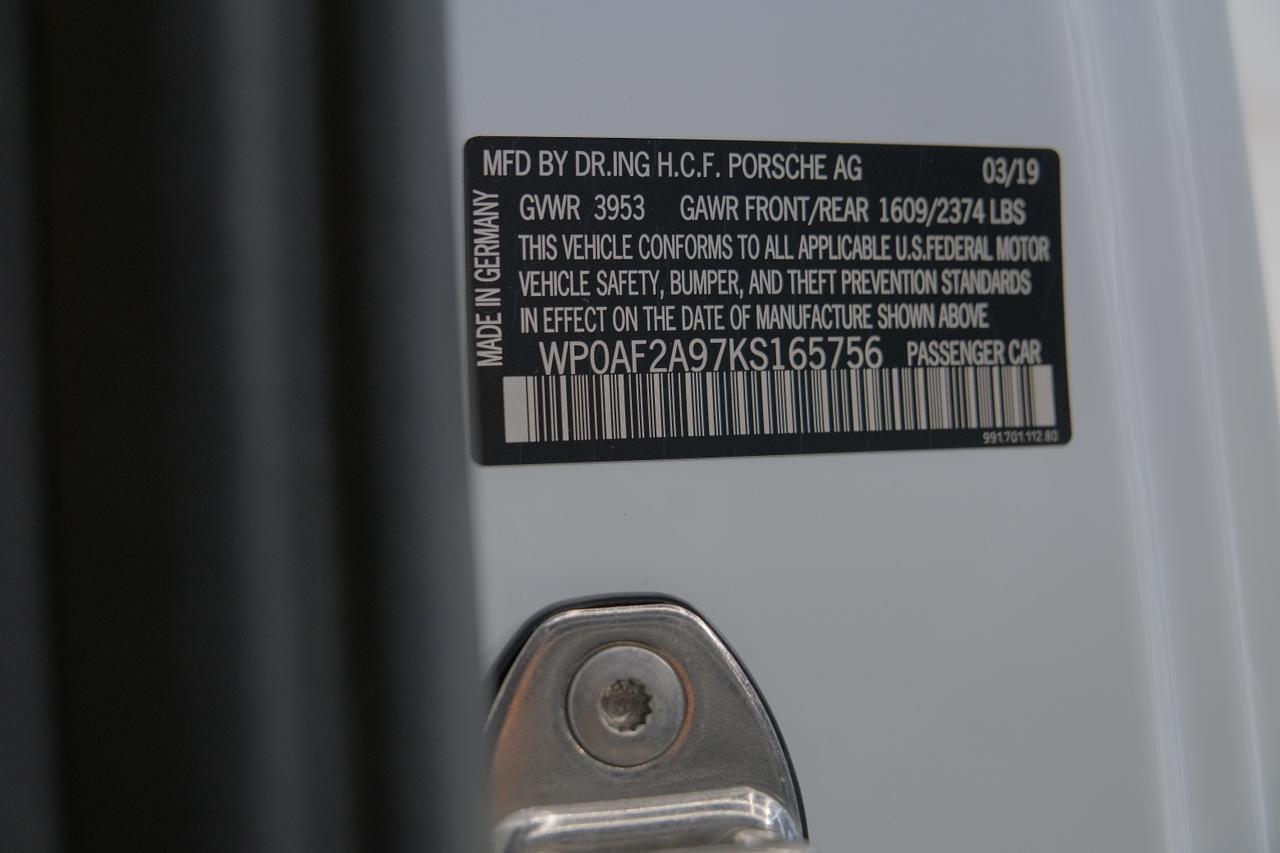 MFD BY DR.ING H.C.F. PORSCHE AG 03/19
GVWR 3953 GAWR FRONT/REAR 1609/2374 LBS
THIS VEHICLE CONFORMS TO ALL APPLICABLE U.S.FEDERAL MOTOR
VEHICLE SAFETY, BUMPER, AND THEFT PREVENTION STANDARDS
IN EFFECT ON THE DATE OF MANUFACTURE SHOWN ABOVE
WP0AF2A97KS165756 PASSENGER CAR
991.701.112.80
MADE IN GERMANY